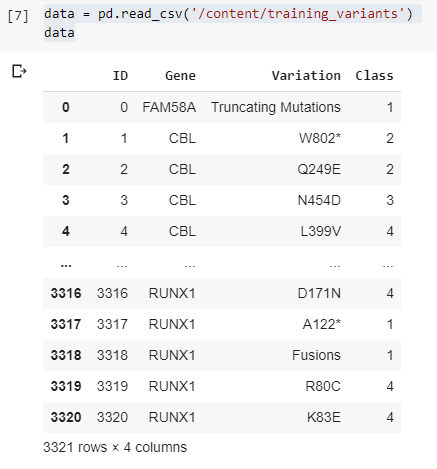 [7] data = pd.read_csv('/content/training_variants')
data
ID Gene Variation Class
0 0 FAM58A Truncating Mutations 1
1 1 CBL W802* 2
2 2 CBL Q249E 2
3 3 CBL N454D 3
4 4 CBL L399V 4
... ... ... ... ...
3316 3316 RUNX1 D171N 4
3317 3317 RUNX1 A122* 1
3318 3318 RUNX1 Fusions 1
3319 3319 RUNX1 R80C 4
3320 3320 RUNX1 K83E 4
3321 rows × 4 columns